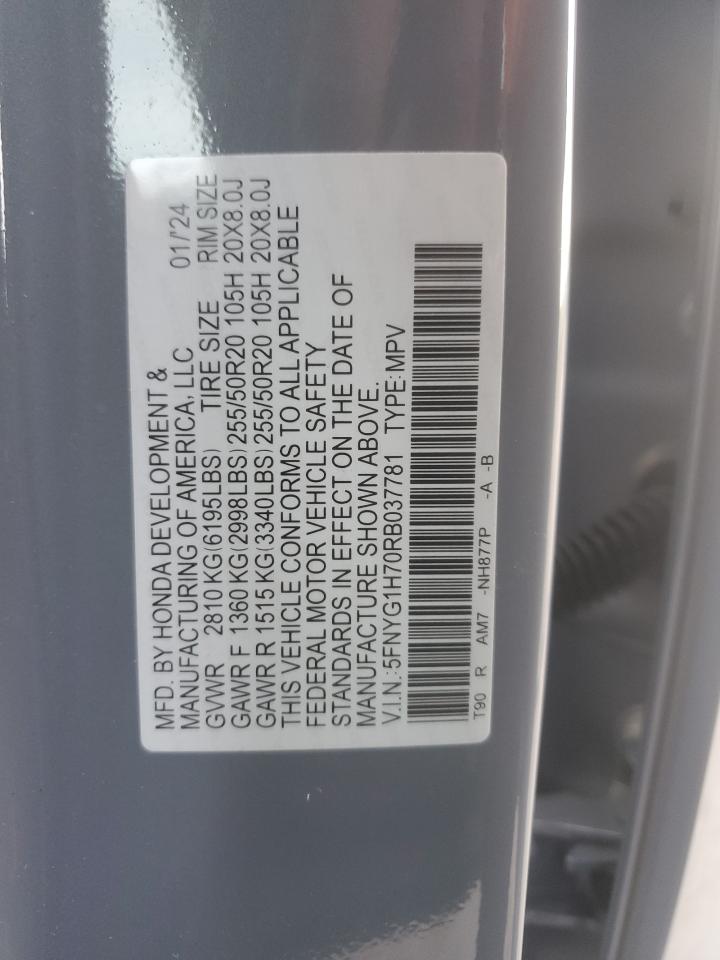 MFD. BY HONDA DEVELOPMENT &
MANUFACTURING OF AMERICA, LLC 01/'24
GVWR 2810 KG(6195LBS) TIRE SIZE RIM SIZE
GAWR F 1360 KG(2998LBS) 255/50R20 105H 20X8.0J
GAWR R 1515 KG(3340LBS) 255/50R20 105H 20X8.0J
THIS VEHICLE CONFORMS TO ALL APPLICABLE
FEDERAL MOTOR VEHICLE SAFETY
STANDARDS IN EFFECT ON THE DATE OF
MANUFACTURE SHOWN ABOVE.
V.I.N.:5FNYG1H70RB037781 TYPE:MPV
T90 R AM7 -NH877P -A -B